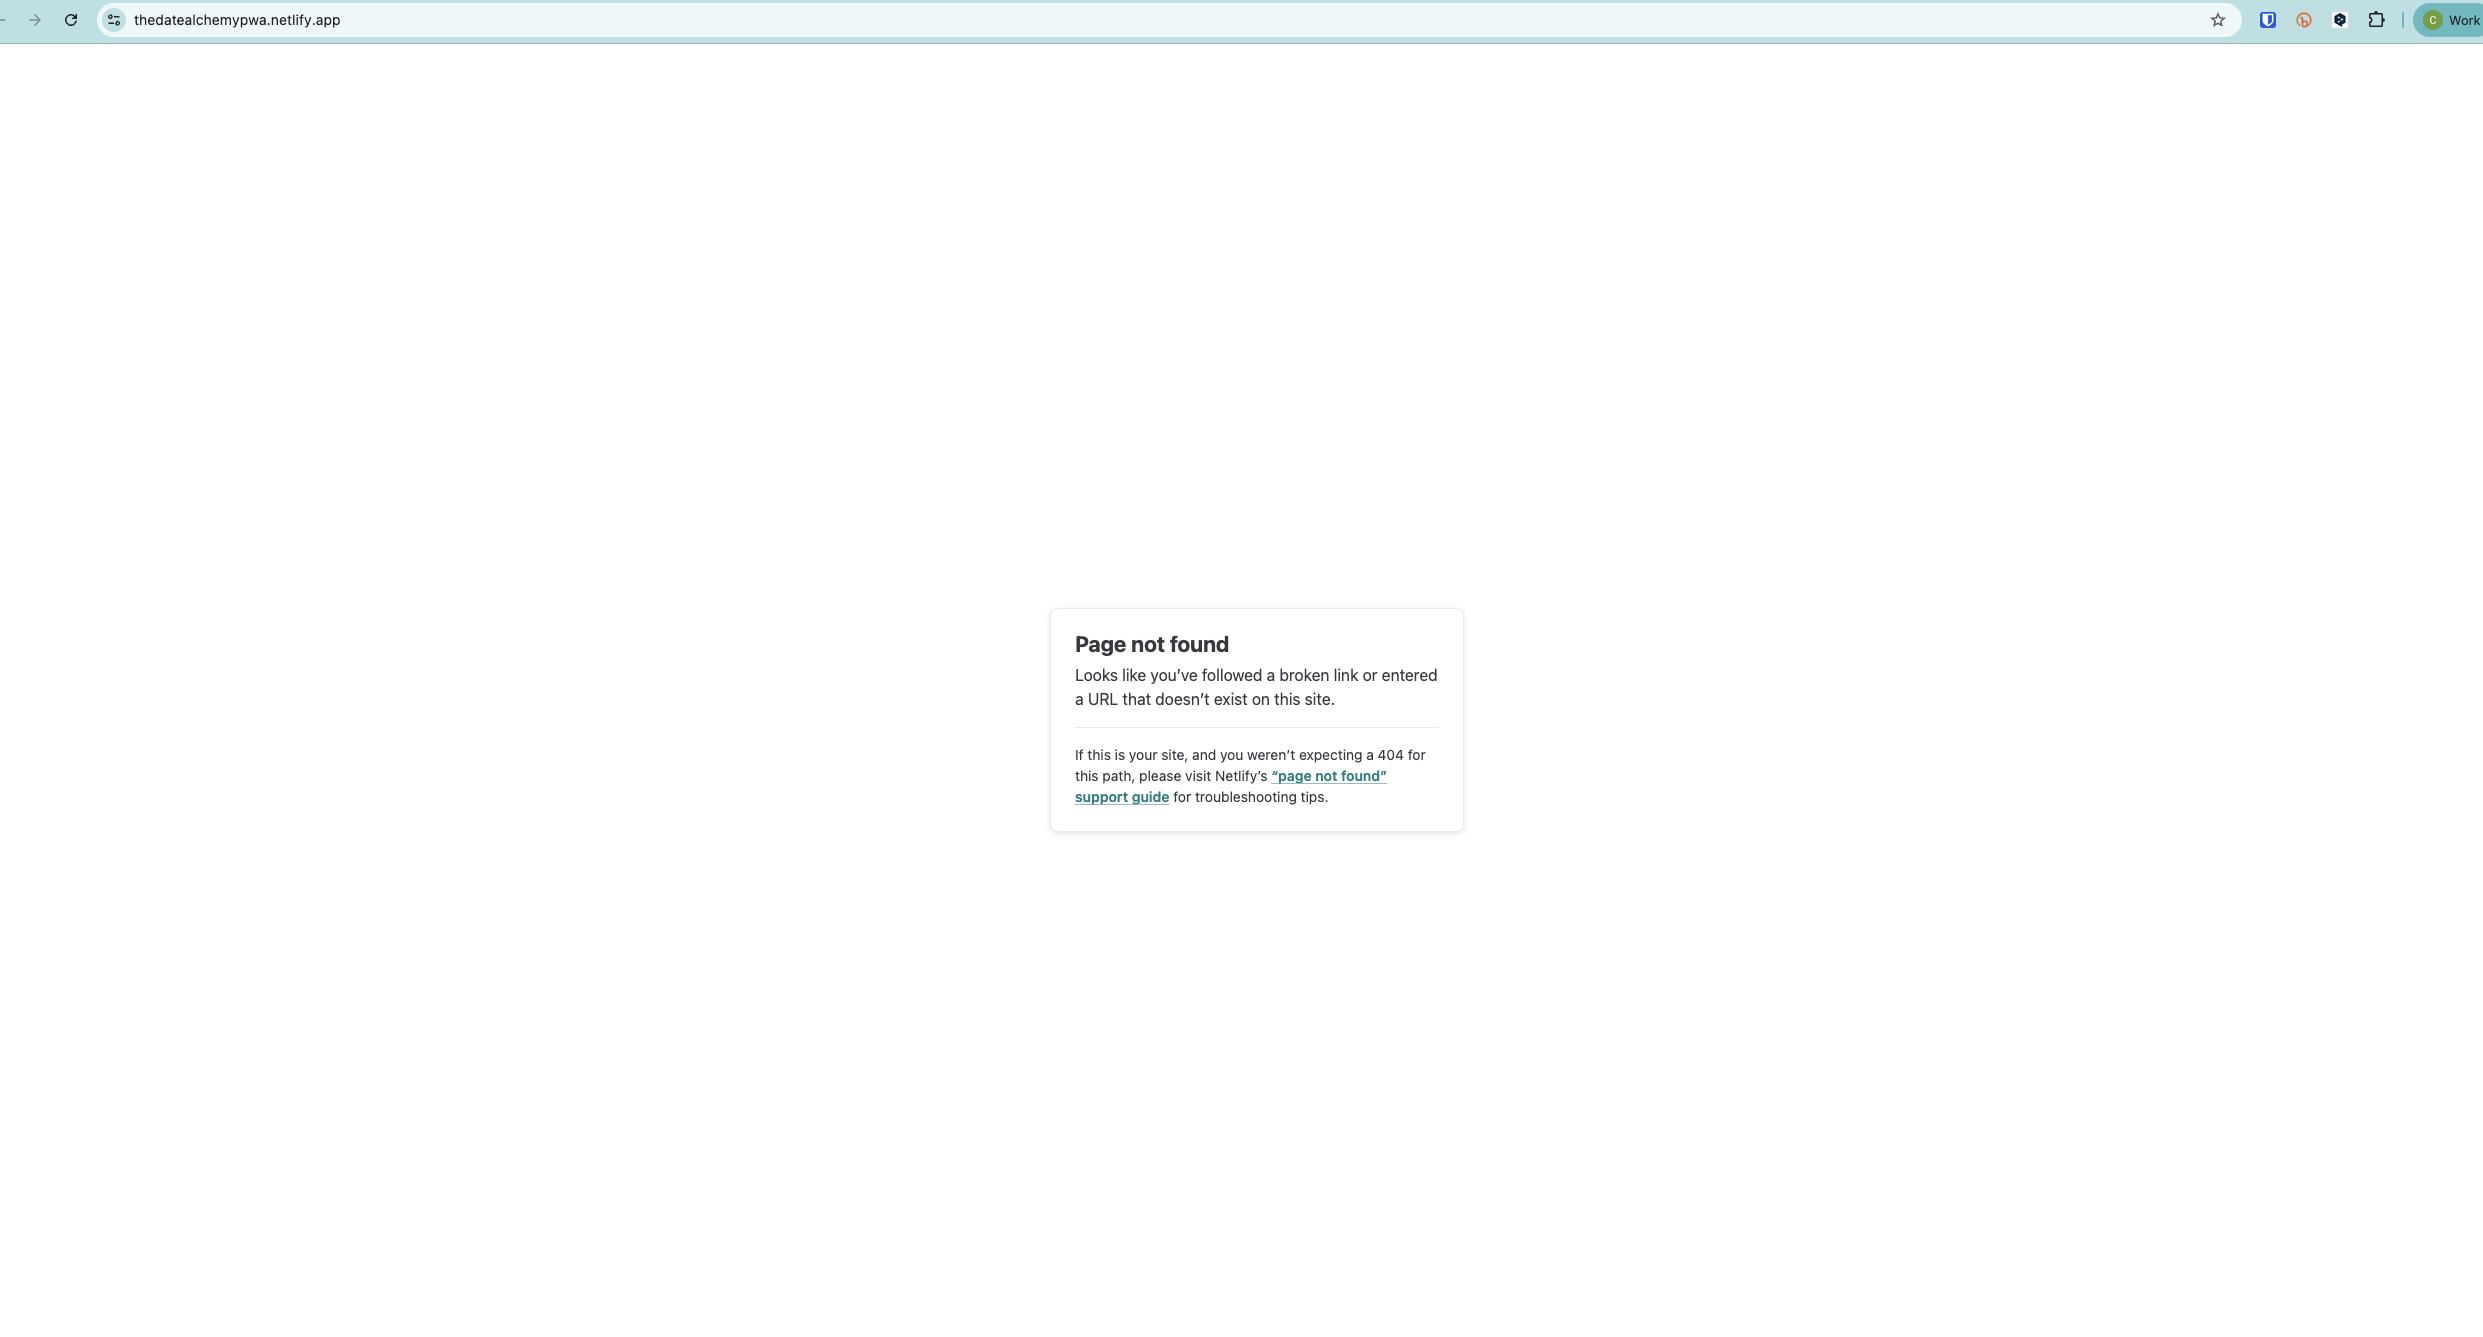 thedatealchemypwa.netlify.app
C Work
Page not found
Looks like you’ve followed a broken link or entered
a URL that doesn’t exist on this site.
If this is your site, and you weren’t expecting a 404 for
this path, please visit Netlify’s “page not found”
support guide for troubleshooting tips.